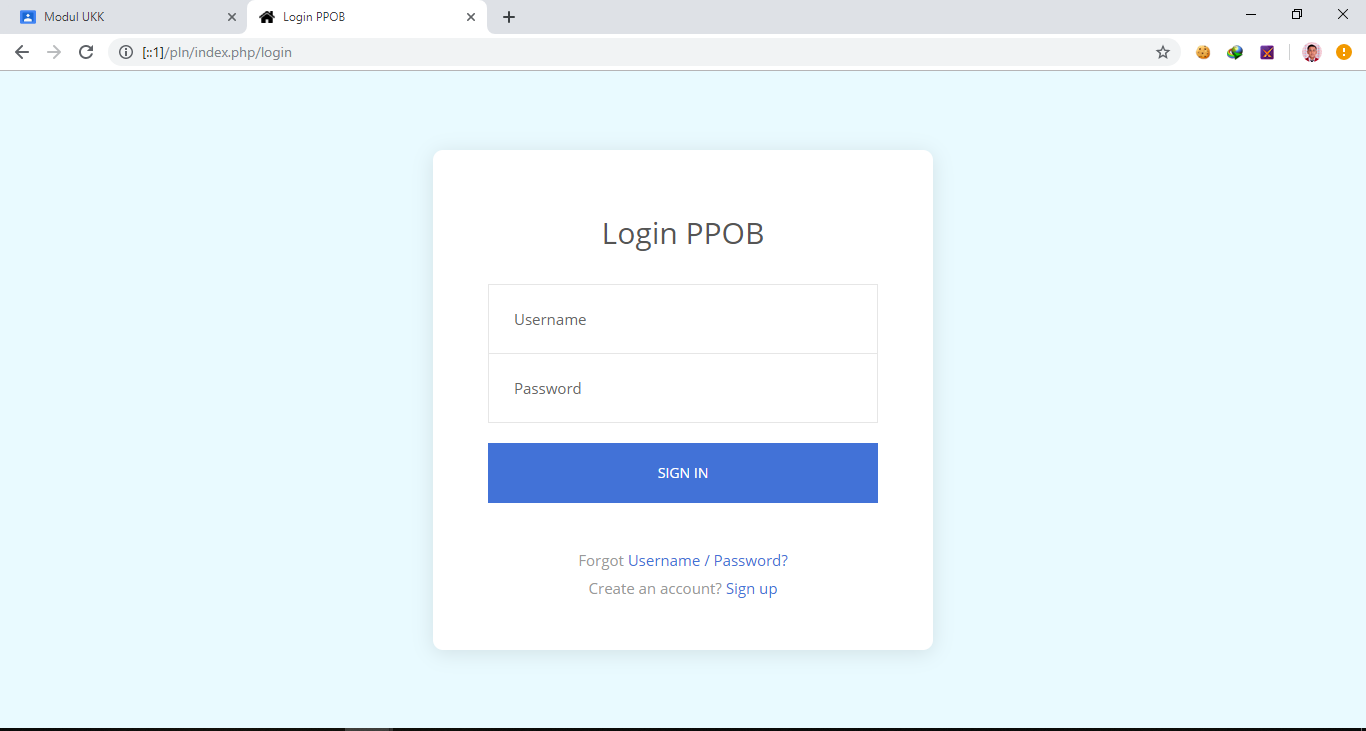 Modul UKK
Login PPOB
[::1]/pln/index.php/login
Login PPOB
Username
Password
SIGN IN
Forgot Username / Password?
Create an account? Sign up